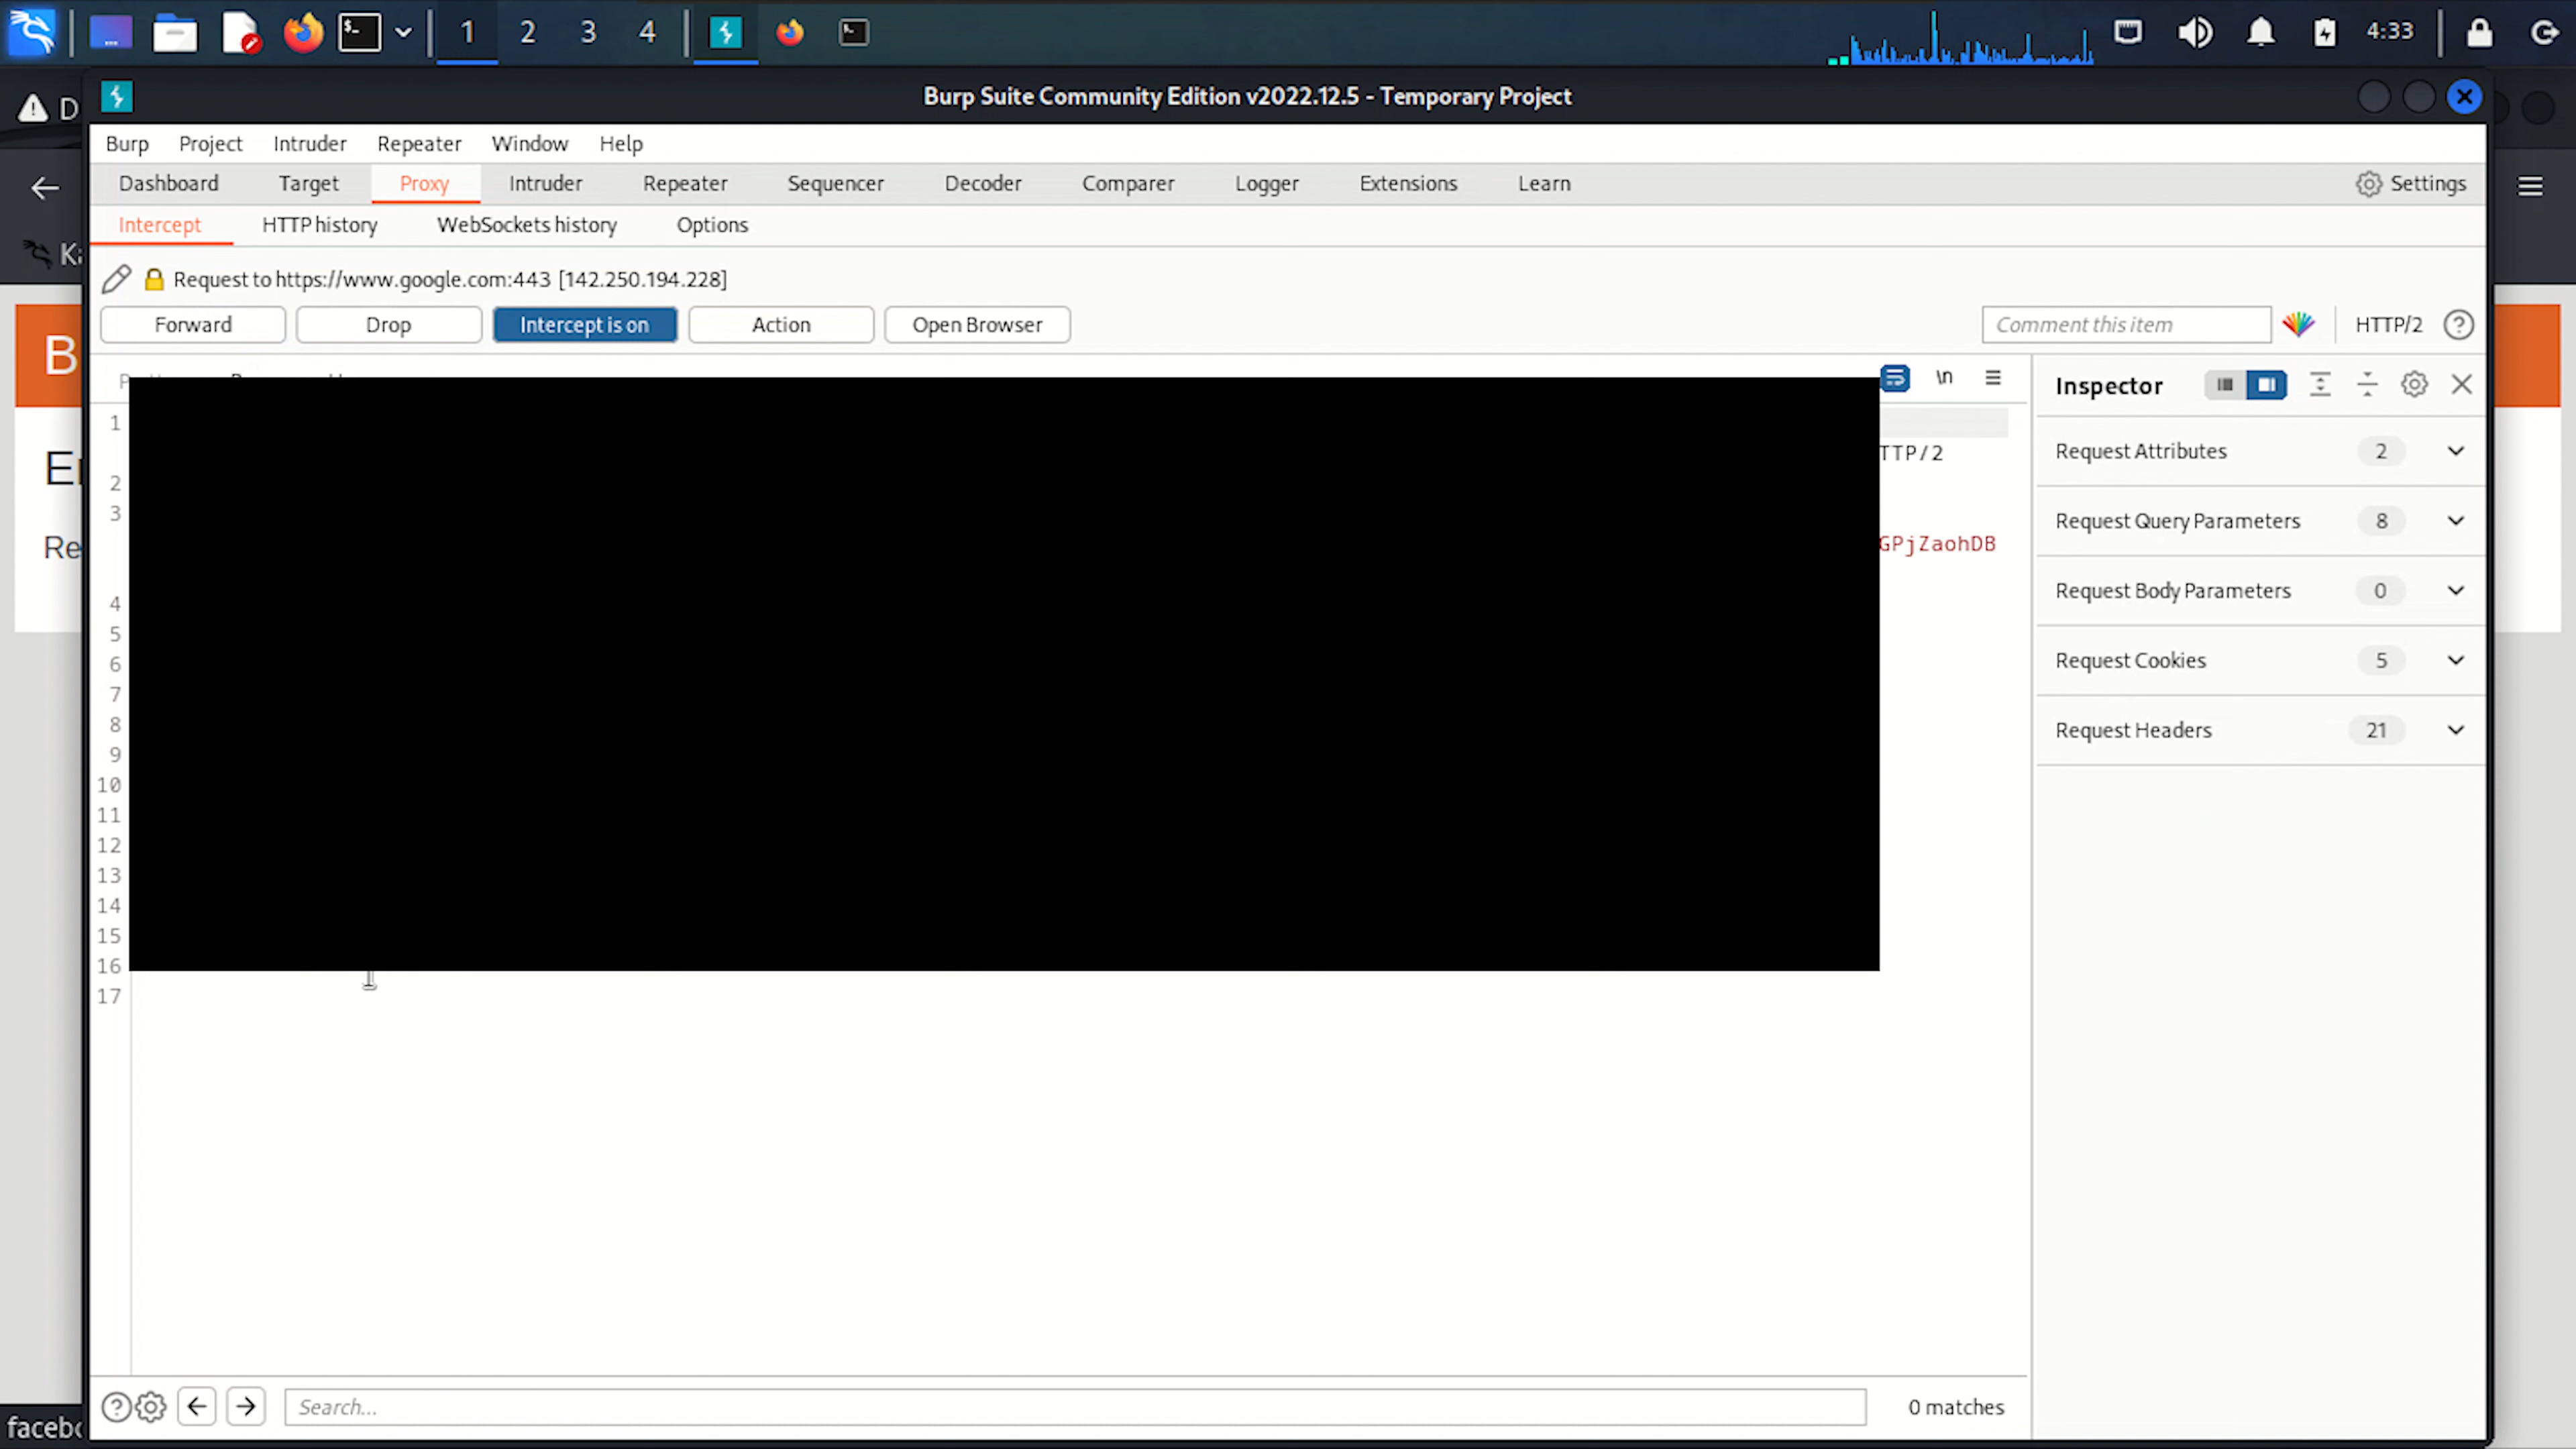 1 2 3 4 4:33
D
Burp Suite Community Edition v2022.12.5 - Temporary Project
Burp Project Intruder Repeater Window Help
Dashboard Target Proxy Intruder Repeater Sequencer Decoder Comparer Logger Extensions Learn Settings
Intercept HTTP history WebSockets history Options
Request to https://www.google.com:443 [142.250.194.228]
Forward Drop Intercept is on Action Open Browser Comment this item HTTP/2
\n
Inspector
1
TTP/2
2
3
GPjZaohDB
4
5
6
7
8
9
10
11
12
13
14
15
16
17
Request Attributes 2
Request Query Parameters 8
Request Body Parameters 0
Request Cookies 5
Request Headers 21
Search... 0 matches
B
Re